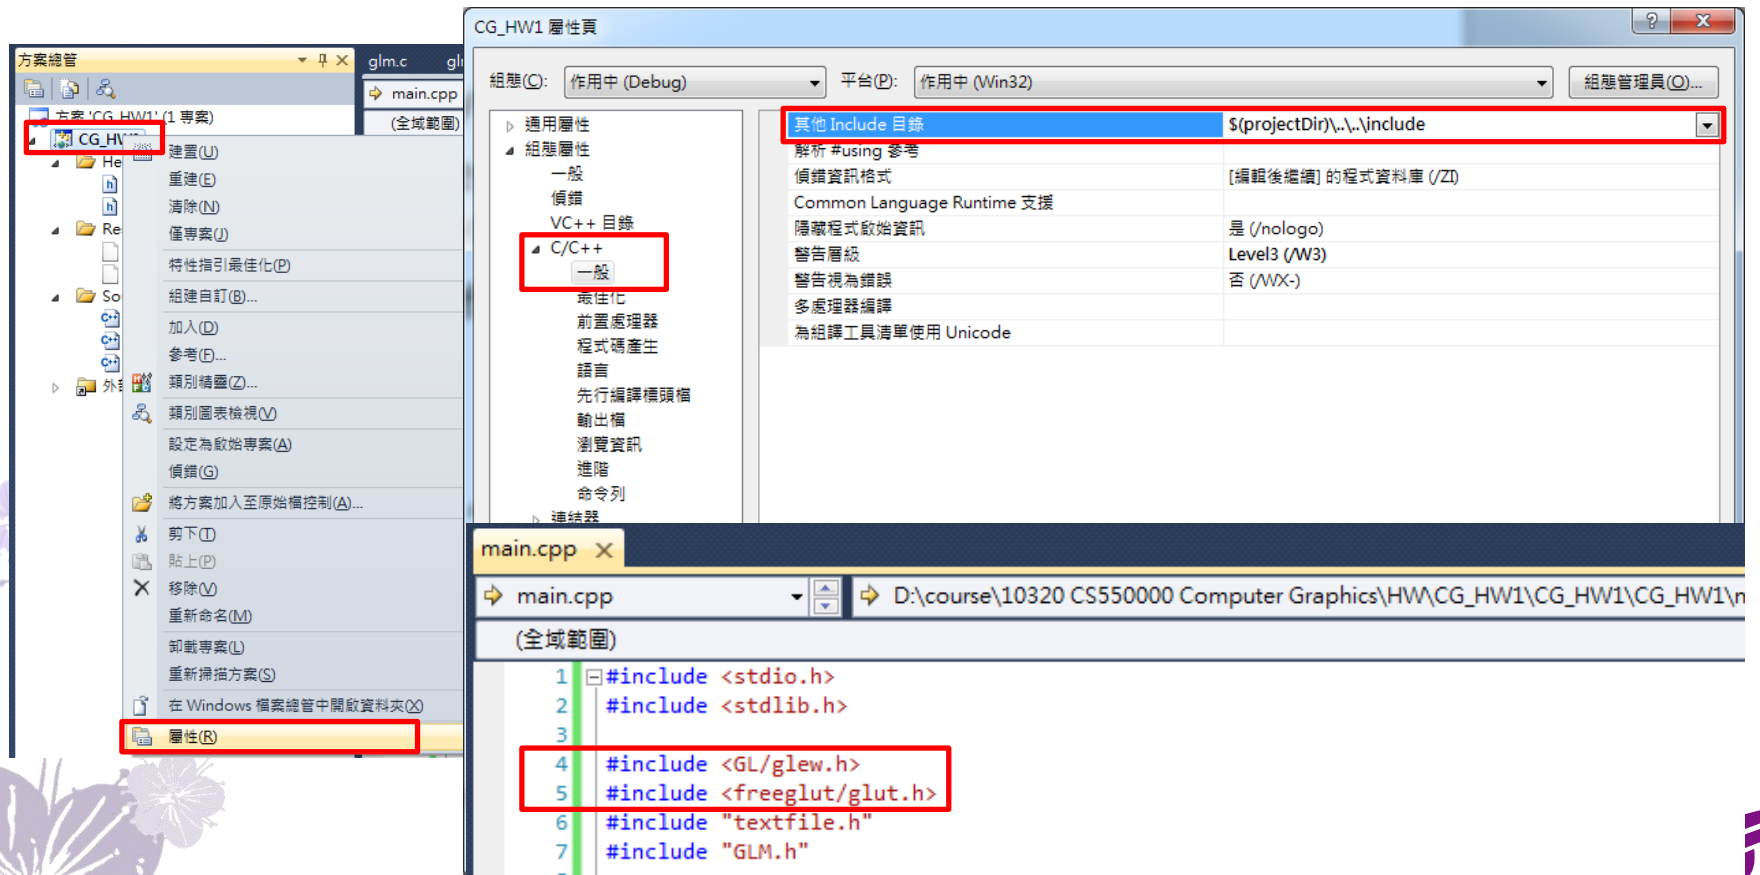 方案總管
方案 'CG_HW1' (1 專案)
CG_HW
He
Re
So
外
建置(U)
重建(E)
清除(N)
僅專案(J)
特性指引最佳化(P)
組建自訂(B)...
加入(D)
參考(F)...
類別精靈(Z)...
類別圖表檢視(V)
設定為啟始專案(A)
偵錯(G)
將方案加入至原始檔控制(A)...
剪下(T)
貼上(P)
移除(V)
重新命名(M)
卸載專案(L)
重新掃描方案(S)
在 Windows 檔案總管中開啟資料夾(X)
屬性(R)
glm.c
main.cpp
(全域範圍)
CG_HW1 屬性頁
組態(C): 作用中 (Debug) 平台(P): 作用中 (Win32) 組態管理員(O)...
通用屬性
組態屬性
一般
偵錯
VC++ 目錄
C/C++
一般
最佳化
前置處理器
程式碼產生
語言
先行編譯標頭檔
輸出檔
瀏覽資訊
進階
命令列
連結器
其他 Include 目錄 $(projectDir)\..\..\include
解析 #using 參考
偵錯資訊格式 [編輯後繼續] 的程式資料庫 (/ZI)
Common Language Runtime 支援
隱藏程式啟始資訊 是 (/nologo)
警告層級 Level3 (/W3)
警告視為錯誤 否 (/WX-)
多處理器編譯
為組譯工具清單使用 Unicode
main.cpp
main.cpp D:\course\10320 CS550000 Computer Graphics\HW\CG_HW1\CG_HW1\CG_HW1\
(全域範圍)
1 #include <stdio.h>
2 #include <stdlib.h>
3
4 #include <GL/glew.h>
5 #include <freeglut/glut.h>
6 #include "textfile.h"
7 #include "GLM.h"